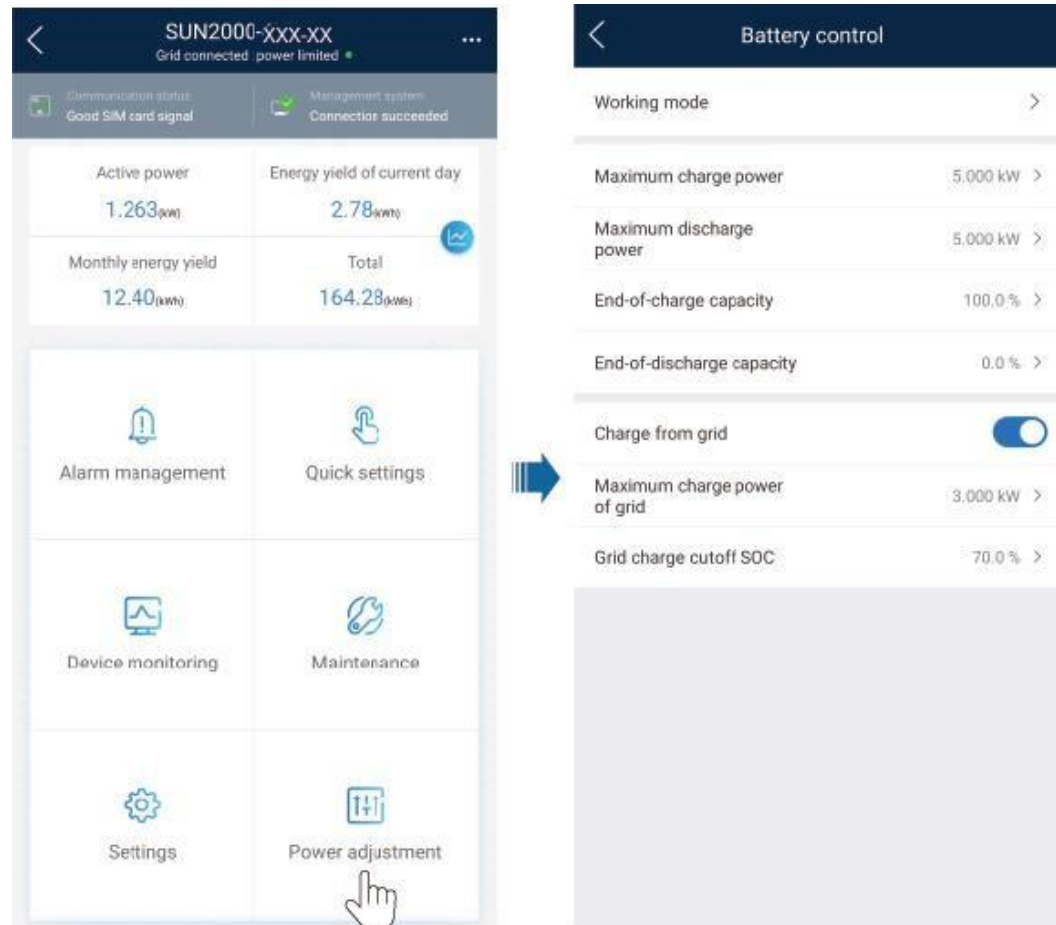 SUN2000-XXX-XX
Grid connected :power limited
Communication status
Good SIM card signal
Management system
Connection succeeded
Active power
1.263(kW)
Energy yield of current day
2.78(kWh)
Monthly energy yield
12.40(kWh)
Total
164.28(kWh)
Alarm management
Quick settings
Device monitoring
Maintenance
Settings
Power adjustment
Battery control
Working mode
Maximum charge power
5.000 kW
Maximum discharge
power
5.000 kW
End-of-charge capacity
100.0 %
End-of-discharge capacity
0.0 %
Charge from grid
Maximum charge power
of grid
3.000 kW
Grid charge cutoff SOC
70.0 %